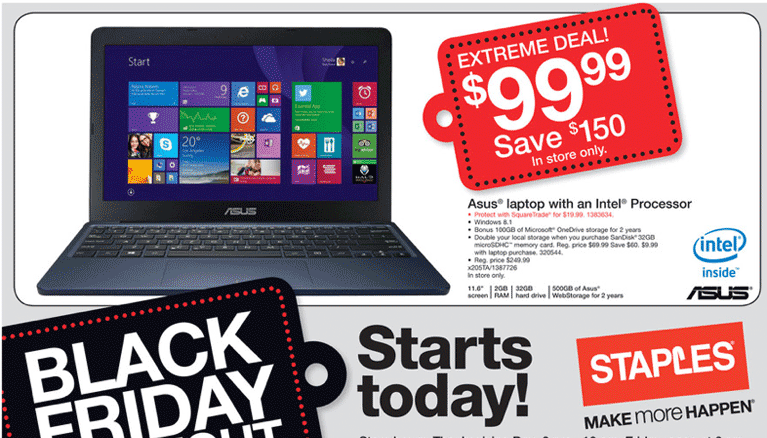 Start
EXTREME DEAL!
$99.99
Save $150
In store only.
ASUS
Asus® laptop with an Intel® Processor
• Protect with SquareTrade® for $19.99. 1383634.
• Windows 8.1
• Bonus 100GB of Microsoft® OneDrive storage for 2 years
• Double your local storage when you purchase SanDisk® 32GB
microSDHC™ memory card. Reg. price $69.99 Save $60. $9.99
with laptop purchase. 320544.
• Reg. price $249.99
x205TA/1387726
In store only.
11.6" screen | 2GB RAM | 32GB hard drive | 500GB of Asus® WebStorage for 2 years
intel®
inside™
ASUS
BLACK
FRIDAY
Starts
today!
STAPLES®
MAKE more HAPPEN®